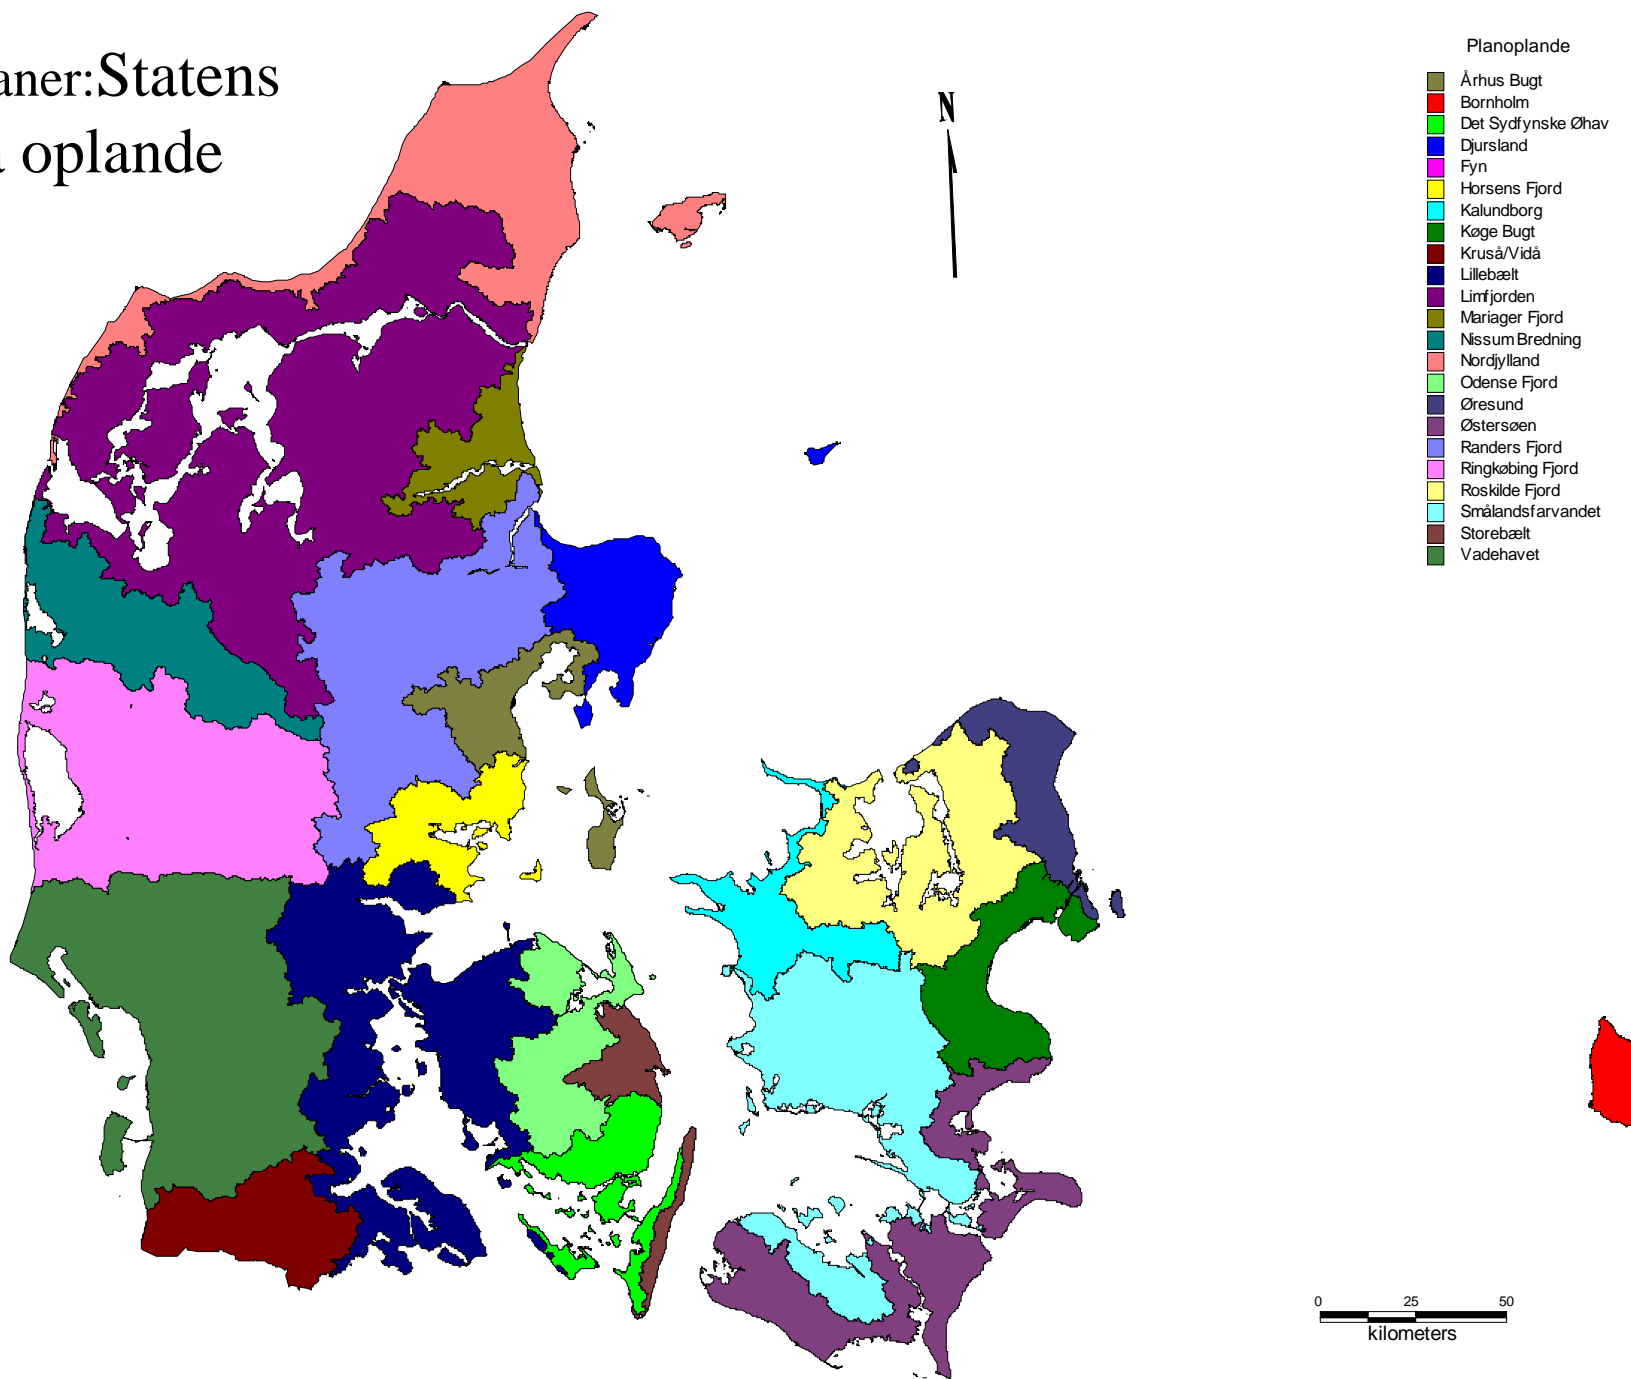 aner:Statens
oplande
N
Planoplande
Århus Bugt
Bornholm
Det Sydfynske Øhav
Djursland
Fyn
Horsens Fjord
Kalundborg
Køge Bugt
Kruså/Vidå
Lillebælt
Limfjorden
Mariager Fjord
Nissum Bredning
Nordjylland
Odense Fjord
Øresund
Østersøen
Randers Fjord
Ringkøbing Fjord
Roskilde Fjord
Smålandsfarvandet
Storebælt
Vadehavet
0 25 50
kilometers